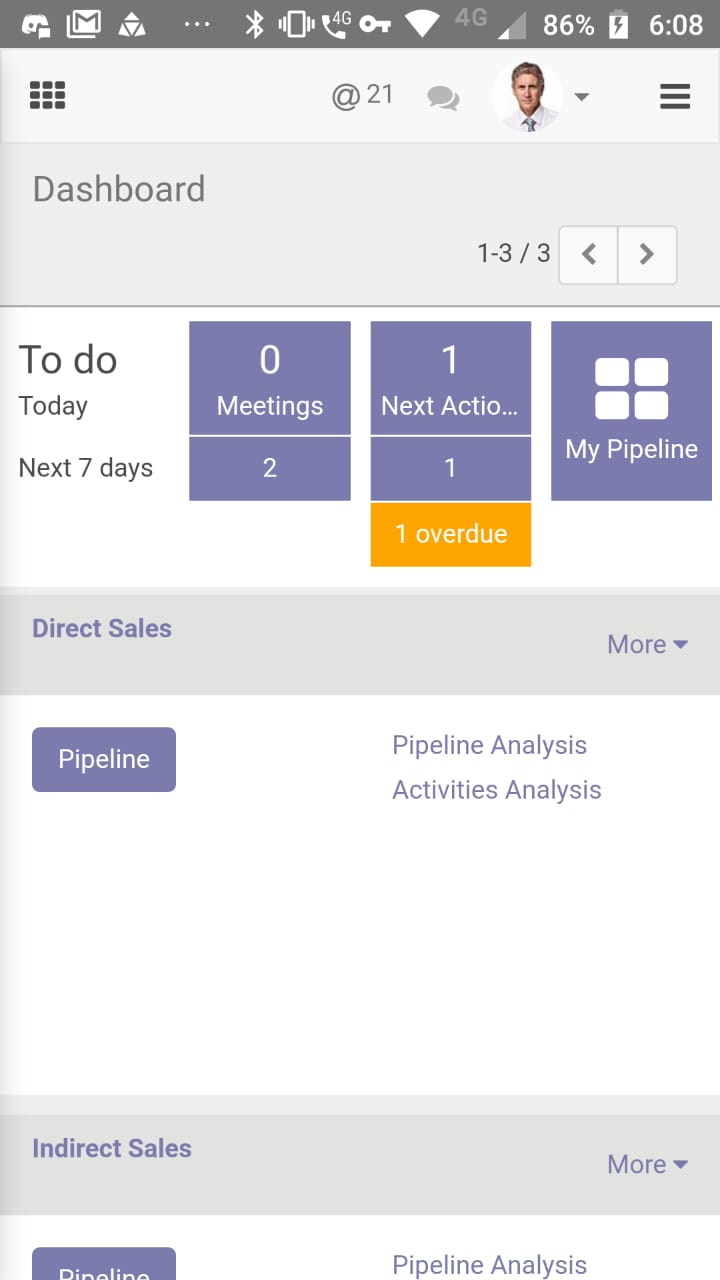 4G 4G 86% 6:08
@ 21
Dashboard
1-3 / 3
To do
Today
Next 7 days
0
Meetings
2
1
Next Actio...
1
1 overdue
My Pipeline
Direct Sales
More
Pipeline
Pipeline Analysis
Activities Analysis
Indirect Sales
More
Pipeline
Pipeline Analysis